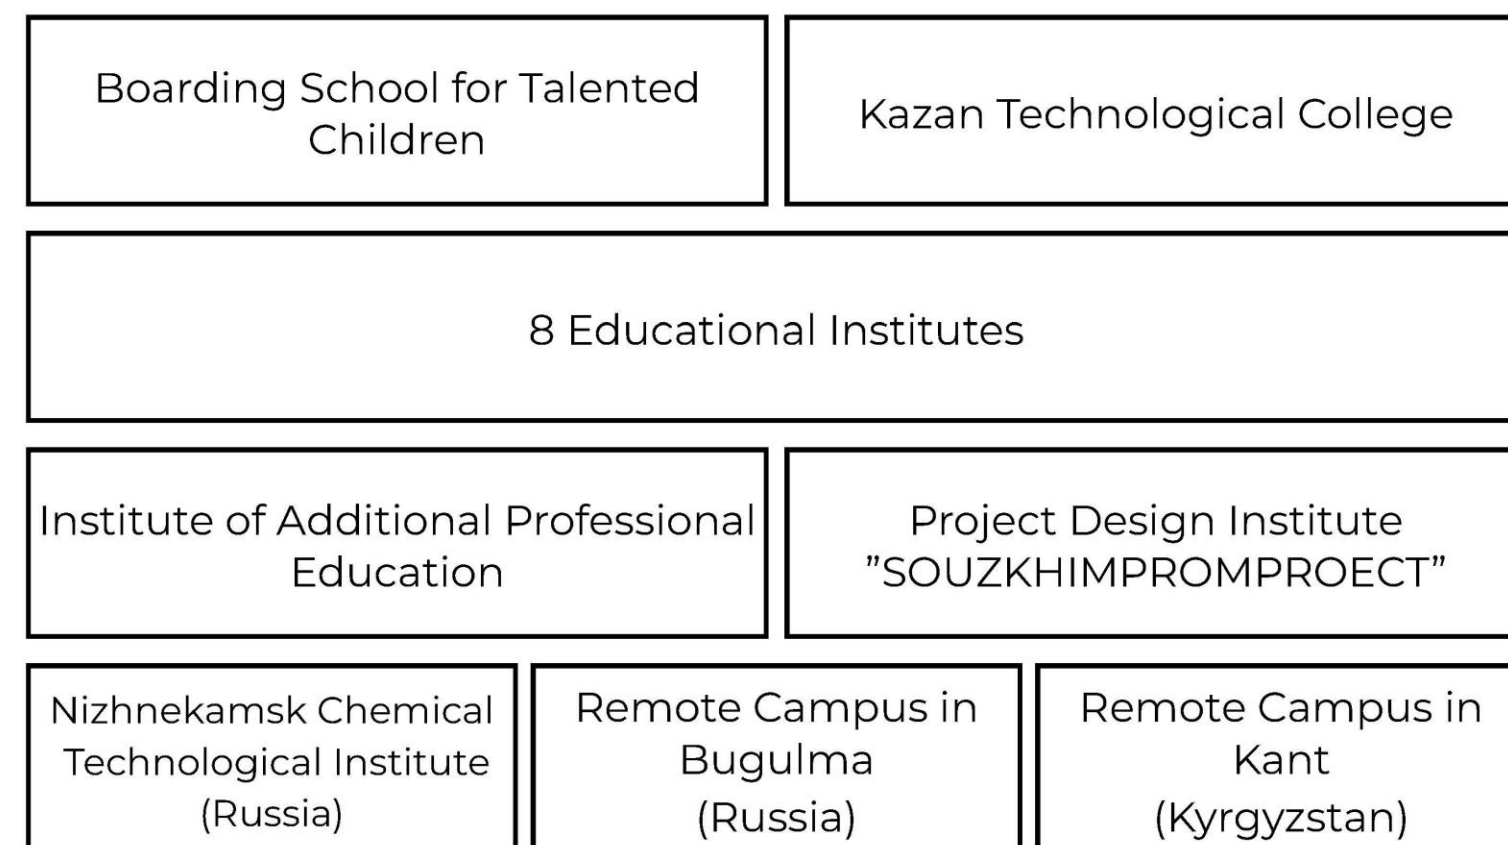 Boarding School for Talented
Children
Kazan Technological College
8 Educational Institutes
Institute of Additional Professional
Education
Project Design Institute
”SOUZKHIMPROMPROECT”
Nizhnekamsk Chemical
Technological Institute
(Russia)
Remote Campus in
Bugulma
(Russia)
Remote Campus in
Kant
(Kyrgyzstan)